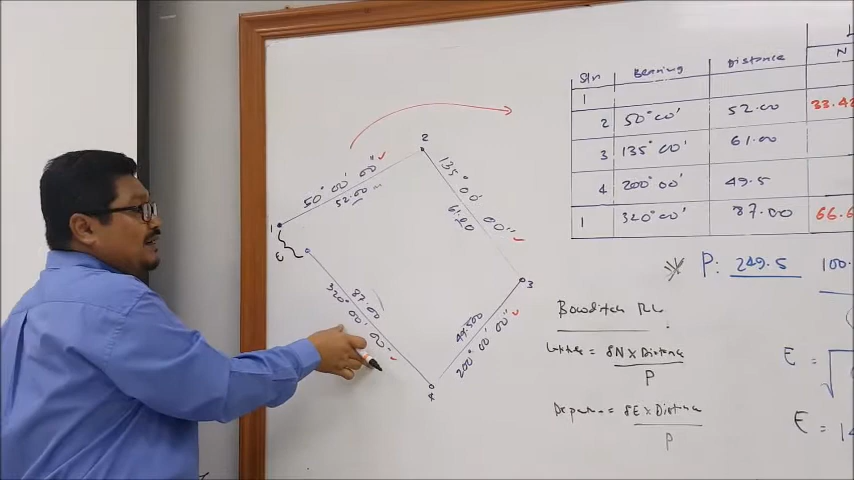 2
50° 00' 00"
52.00 m
1
E
135° 00' 00"
61.00
3
87.00
320° 00' 00"
49.500
200° 00' 00"
4
Stn Bearing Distance N
1
2 50°00' 52.00 33.42
3 135°00' 61.00
4 200°00' 49.5
1 320°00' 87.00 66.6
P: 249.5 100.
Bowditch
Latitude = δN x Distance
P
E =
Departure = δE x Distance
P
E =